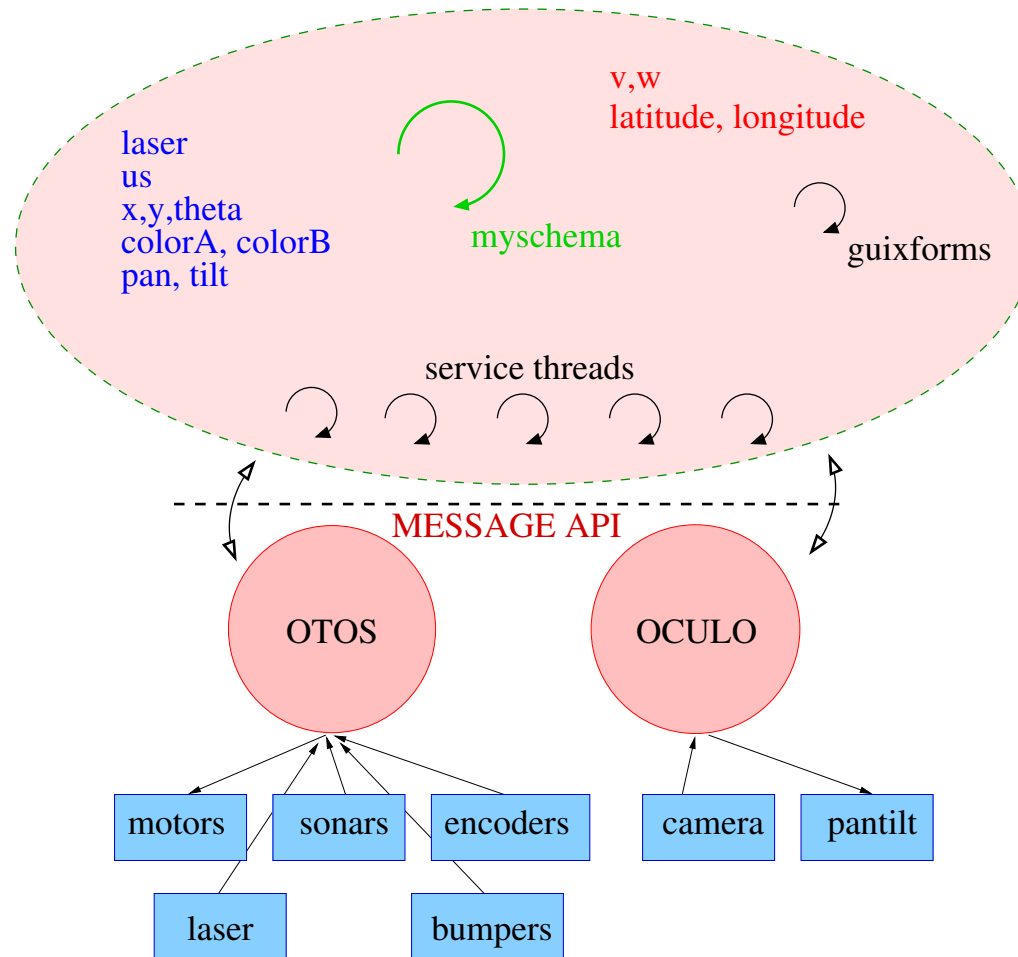 v,w
latitude, longitude
laser
us
x,y,theta
colorA, colorB
pan, tilt
myschema
guixforms
service threads
MESSAGE API
OTOS
OCULO
motors
sonars
encoders
camera
pantilt
laser
bumpers